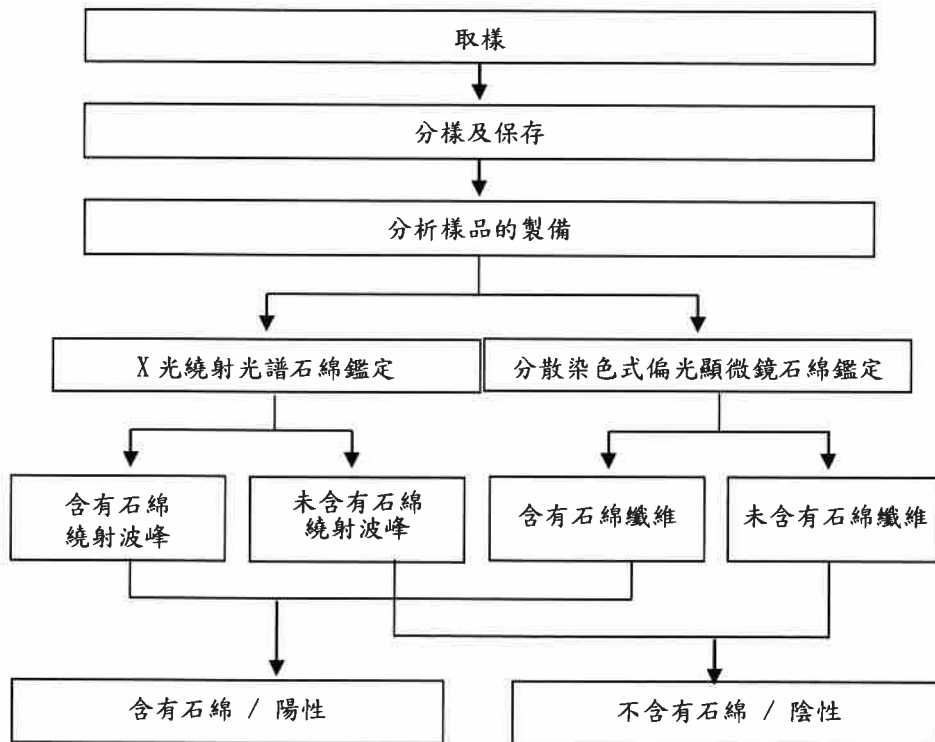 取樣
分樣及保存
分析樣品的製備
X 光繞射光譜石綿鑑定
分散染色式偏光顯微鏡石綿鑑定
含有石綿
繞射波峰
未含有石綿
繞射波峰
含有石綿纖維
未含有石綿纖維
含有石綿 / 陽性
不含有石綿 / 陰性